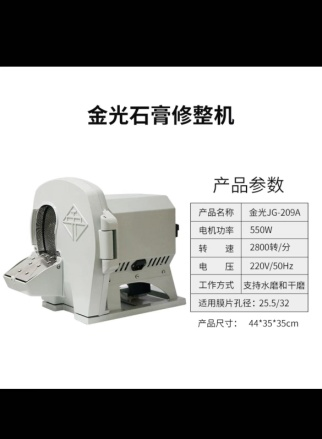 金光石膏修整机
产品参数
产品名称 金光JG-209A
电机功率 550W
转 速 2800转/分
电 压 220V/50Hz
工作方式 支持水磨和干磨
适用膜片孔径: 25.5/32
产品尺寸: 44*35*35cm